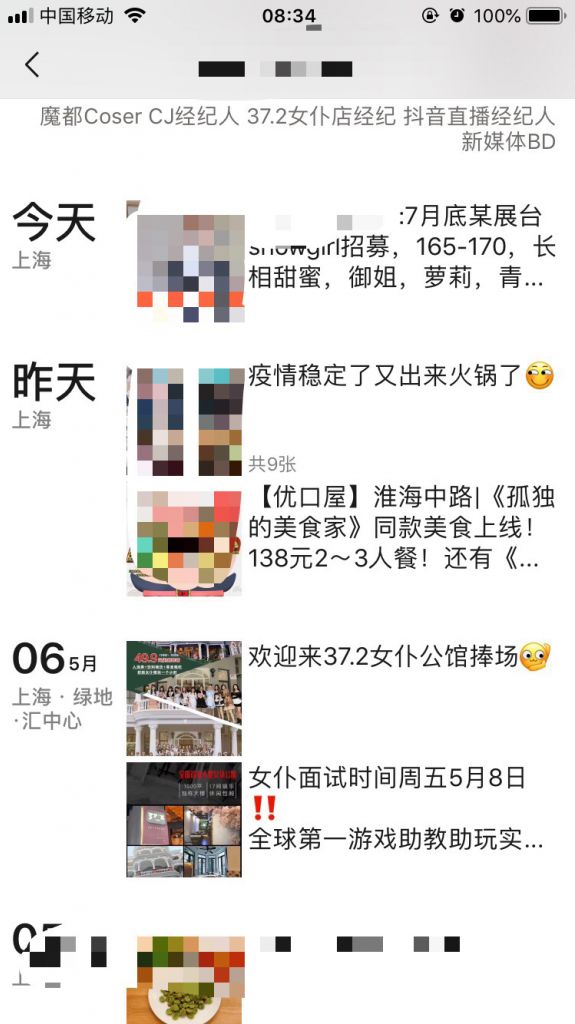 中国移动
08:34
100%
魔都Coser CJ经纪人 37.2女仆店经纪 抖音直播经纪人
新媒体BD
今天
上海
:7月底某展台
showgirl招募，165-170，长
相甜蜜，御姐，萝莉，青...
昨天
上海
疫情稳定了又出来火锅了
共9张
【优口屋】淮海中路|《孤独
的美食家》同款美食上线！
138元2～3人餐！还有《...
06 5月
上海 · 绿地
·汇中心
49.9
欢迎来37.2女仆公馆捧场
女仆面试时间周五5月8日
‼️
全球第一游戏助教助玩实...